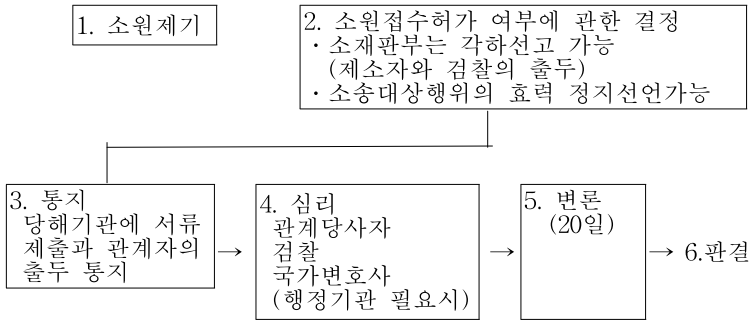 1. 소원제기
2. 소원접수허가 여부에 관한 결정
· 소재판부는 각하선고 가능
(제소자와 검찰의 출두)
· 소송대상행위의 효력 정지선언가능
3. 통지
당해기관에 서류
제출과 관계자의
출두 통지
→
4. 심리
관계당사자
검찰
국가변호사
(행정기관 필요시)
→
5. 변론
(20일)
→ 6.판결